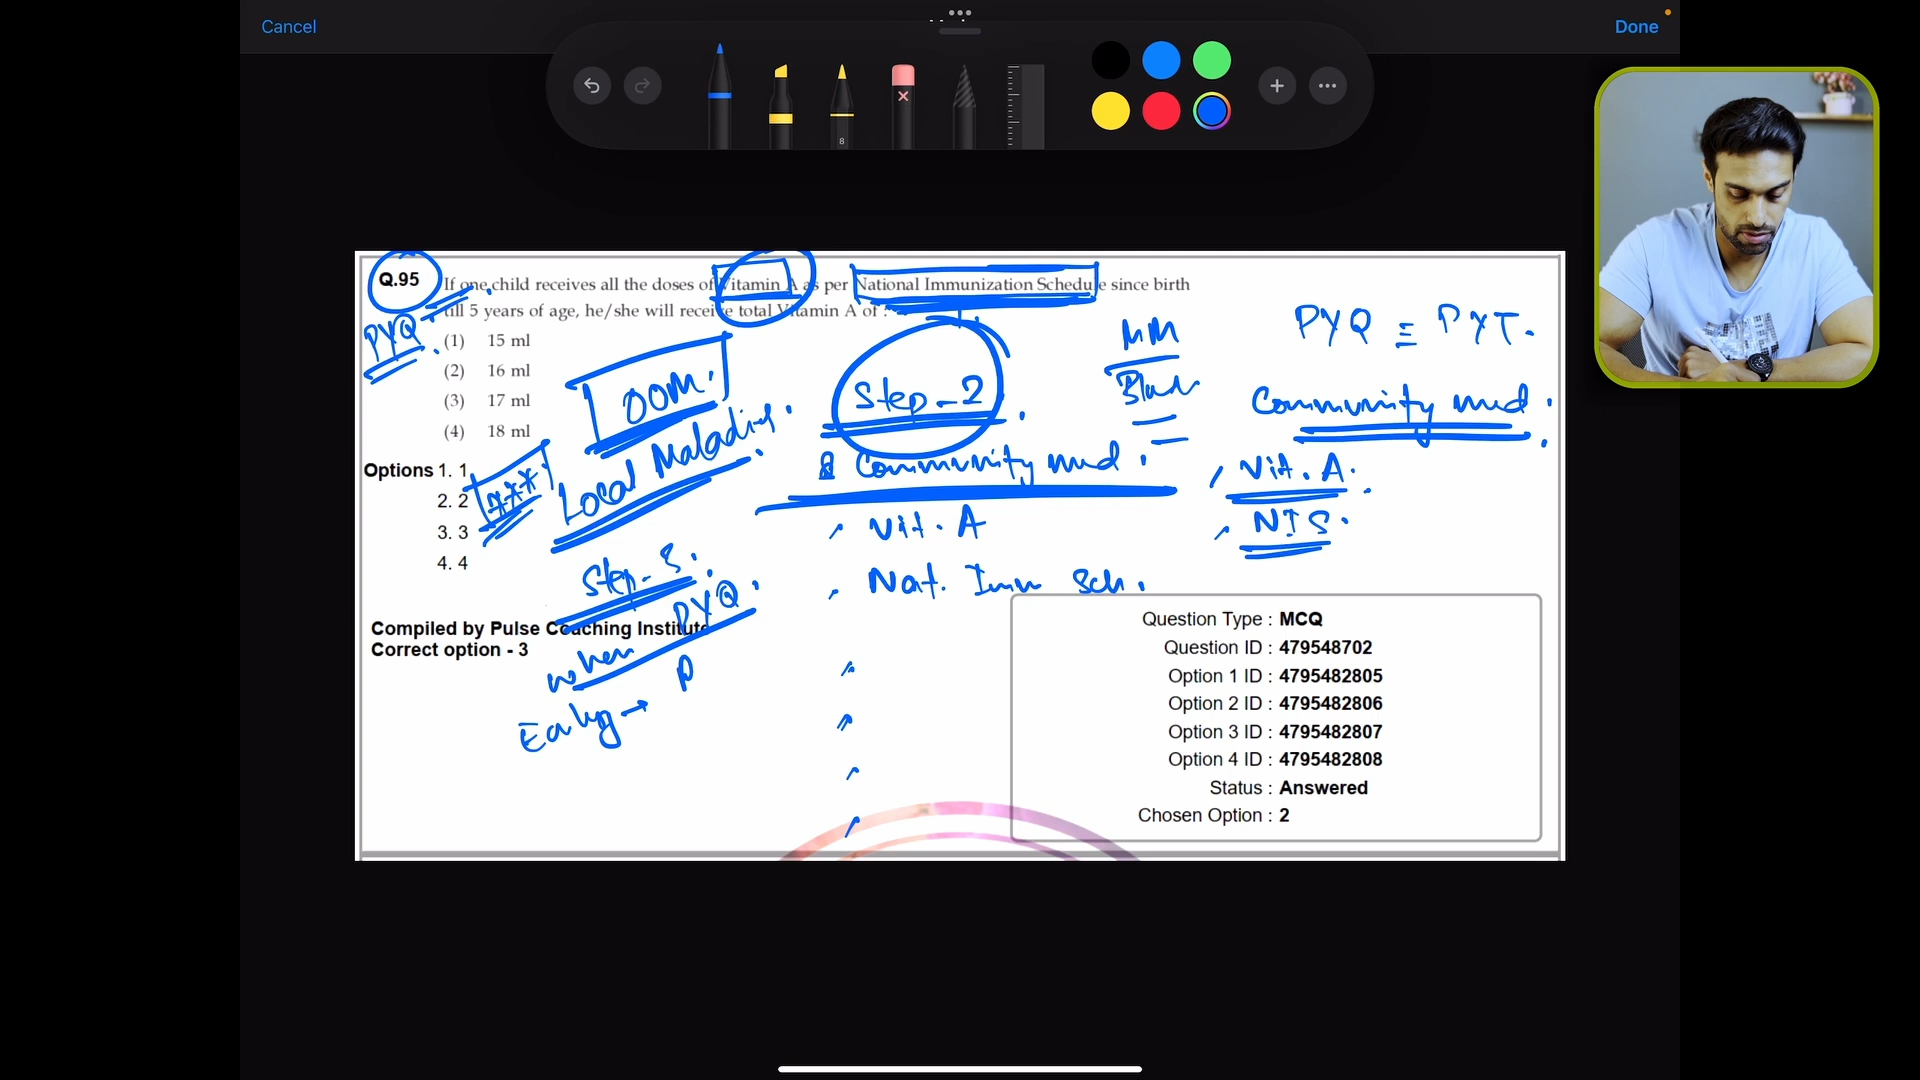 Cancel
Done
8
Q.95 If one child receives all the doses of Vitamin A as per National Immunization Schedule since birth
till 5 years of age, he/she will receive total Vitamin A of :
PYQ.
(1) 15 ml
(2) 16 ml
(3) 17 ml
(4) 18 ml
Options 1. 1
2. 2
3. 3
4. 4
***
OOM.
Local Maladies.
Step-3.
PYQ.
when
P
Step-2.
MM
Community med.
Vit. A
Nat. Imm Sch.
PYQ = PYT.
Community med.
Vit. A.
NIS.
Compiled by Pulse Coaching Institute
Correct option - 3
Question Type : MCQ
Question ID : 479548702
Option 1 ID : 4795482805
Option 2 ID : 4795482806
Option 3 ID : 4795482807
Option 4 ID : 4795482808
Status : Answered
Chosen Option : 2